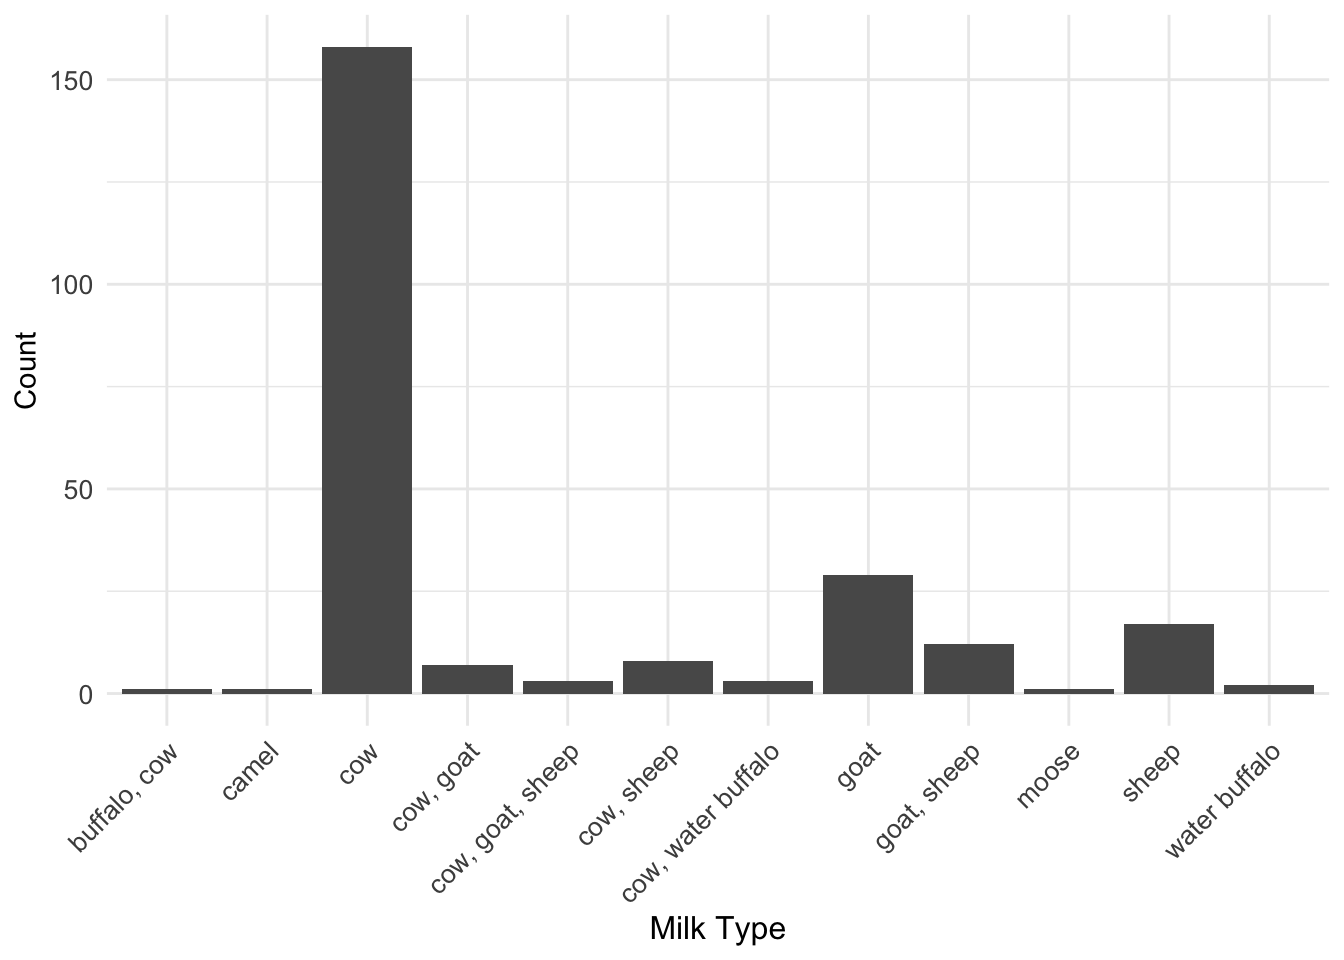 150
100
50
0
Count
buffalo, cow
camel
cow
cow, goat
cow, goat, sheep
cow, sheep
cow, water buffalo
goat
goat, sheep
moose
sheep
water buffalo
Milk Type